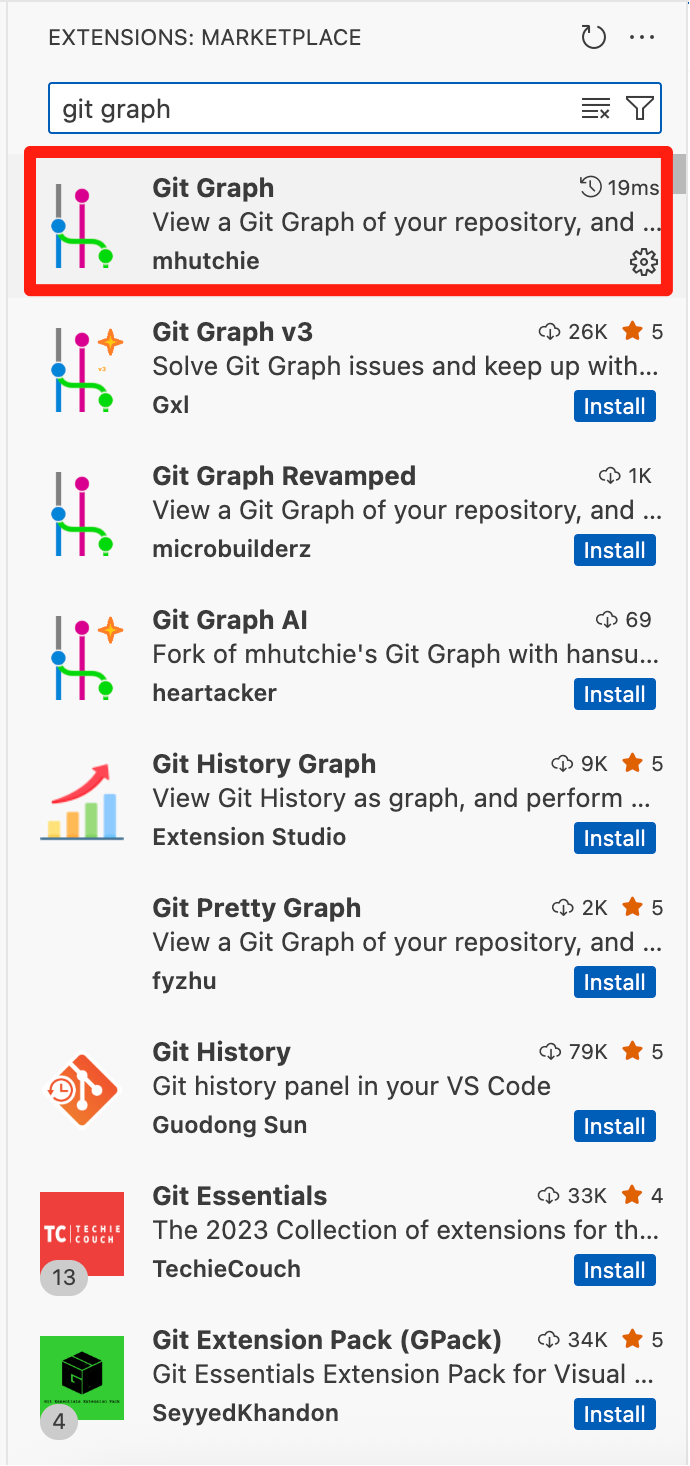 EXTENSIONS: MARKETPLACE
git graph
Git Graph 19ms
View a Git Graph of your repository, and ...
mhutchie
Git Graph v3 26K 5
v3
Solve Git Graph issues and keep up with...
Gxl Install
Git Graph Revamped 1K
View a Git Graph of your repository, and ...
microbuilderz Install
Git Graph AI 69
Fork of mhutchie's Git Graph with hansu...
heartacker Install
Git History Graph 9K 5
View Git History as graph, and perform ...
Extension Studio Install
Git Pretty Graph 2K 5
View a Git Graph of your repository, and ...
fyzhu Install
Git History 79K 5
Git history panel in your VS Code
Guodong Sun Install
Git Essentials 33K 4
TC TECHIE COUCH
The 2023 Collection of extensions for th...
13 TechieCouch Install
Git Extension Pack (GPack) 34K 5
G
Git Essentials Extension Pack for Visual ...
Git Essentials Extension Pack
4 SeyyedKhandon Install